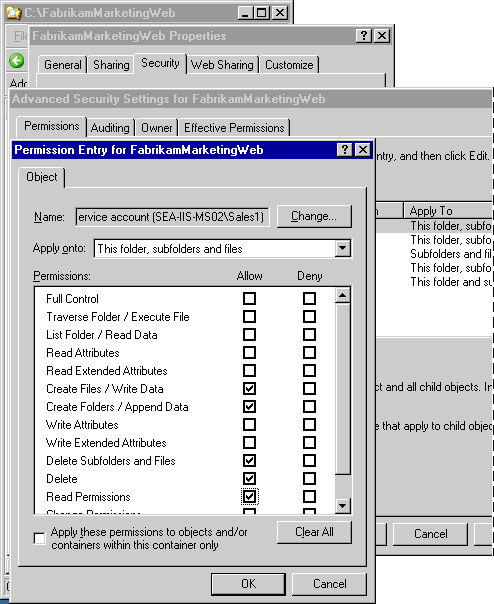 C:\FabrikamMarketingWeb
FabrikamMarketingWeb Properties
General Sharing Security Web Sharing Customize
Advanced Security Settings for FabrikamMarketingWeb
Permissions Auditing Owner Effective Permissions
Permission Entry for FabrikamMarketingWeb
ntry, and then click Edit.
Object
Name: ervice account (SEA-IIS-MS02\Sales1) Change...
Apply To
This folder, subfo
Apply onto: This folder, subfolders and files
This folder, subfo
Subfolders and fil
This folder, subfo
This folder and su
Permissions: Allow Deny
Full Control
Traverse Folder / Execute File
List Folder / Read Data
Read Attributes
Read Extended Attributes
Create Files / Write Data
ct and all child objects. In
Create Folders / Append Data
Write Attributes
e that apply to child objec
Write Extended Attributes
Delete Subfolders and Files
Delete
Read Permissions
Change Permissions
Apply these permissions to objects and/or
containers within this container only
Clear All
Cancel
OK Cancel